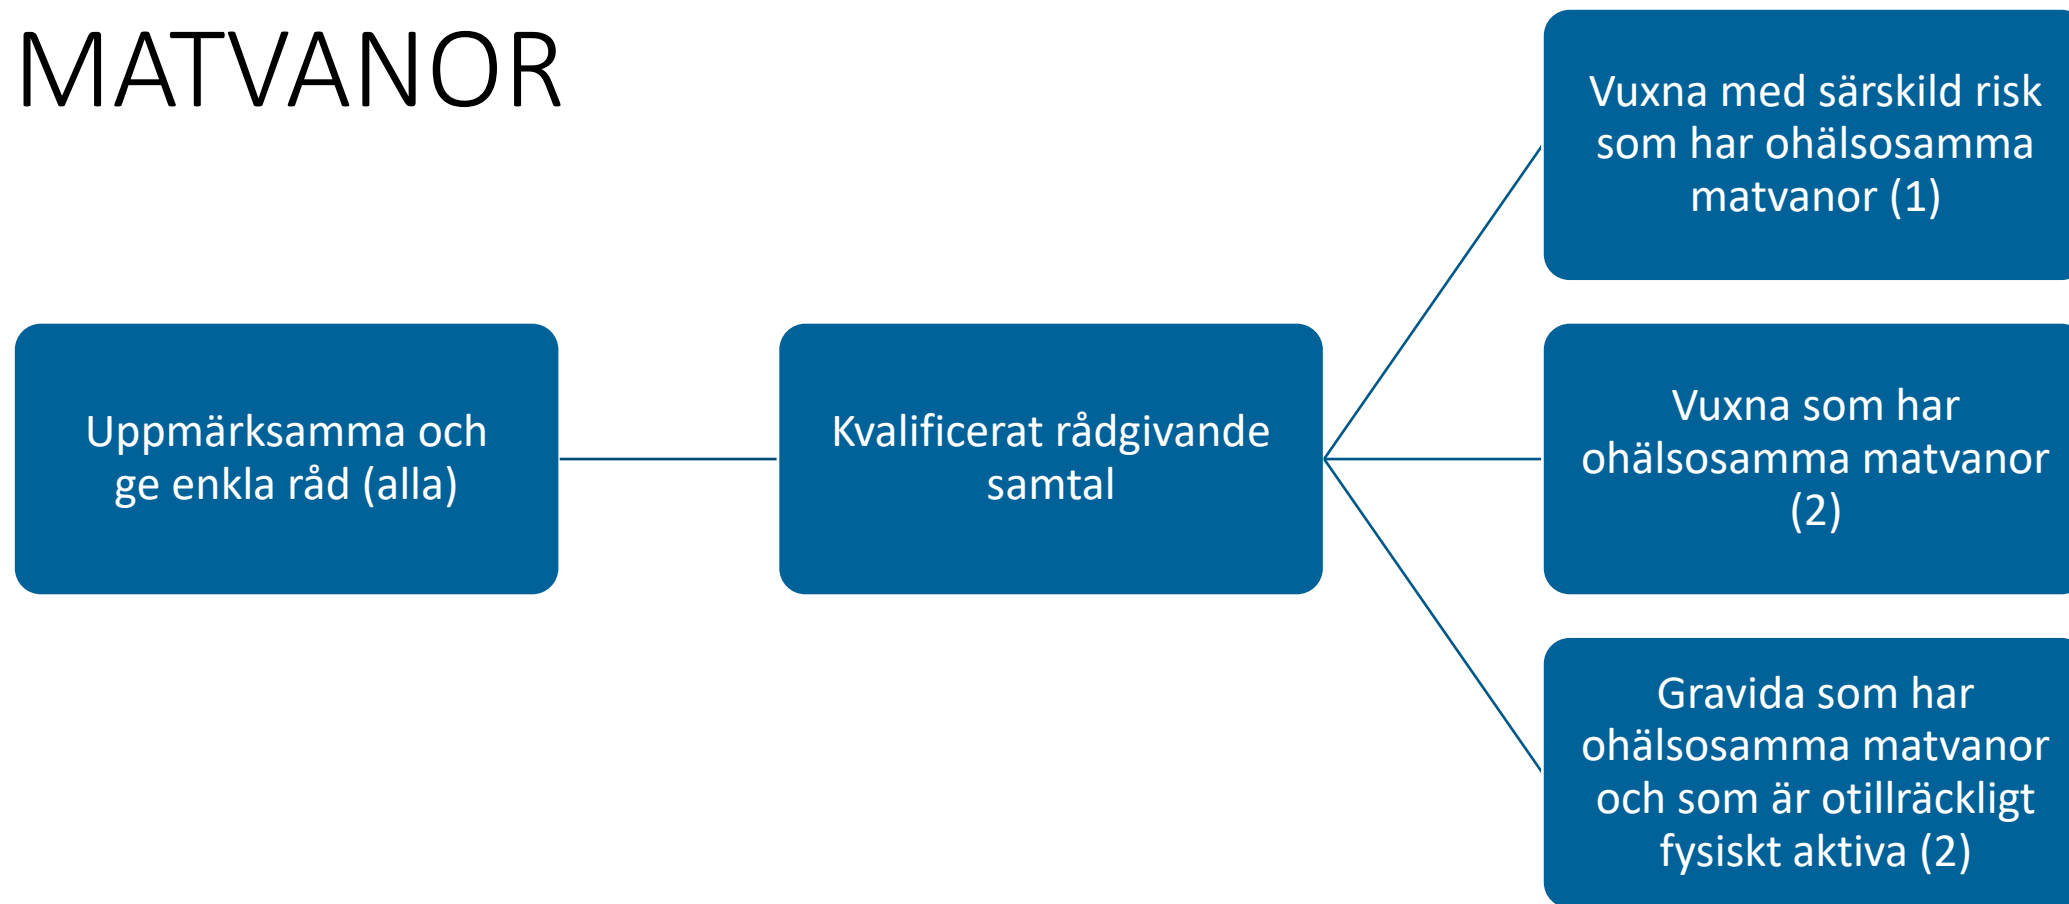 MATVANOR
Uppmärksamma och
ge enkla råd (alla)
Kvalificerat rådgivande
samtal
Vuxna med särskild risk
som har ohälsosamma
matvanor (1)
Vuxna som har
ohälsosamma matvanor
(2)
Gravida som har
ohälsosamma matvanor
och som är otillräckligt
fysiskt aktiva (2)